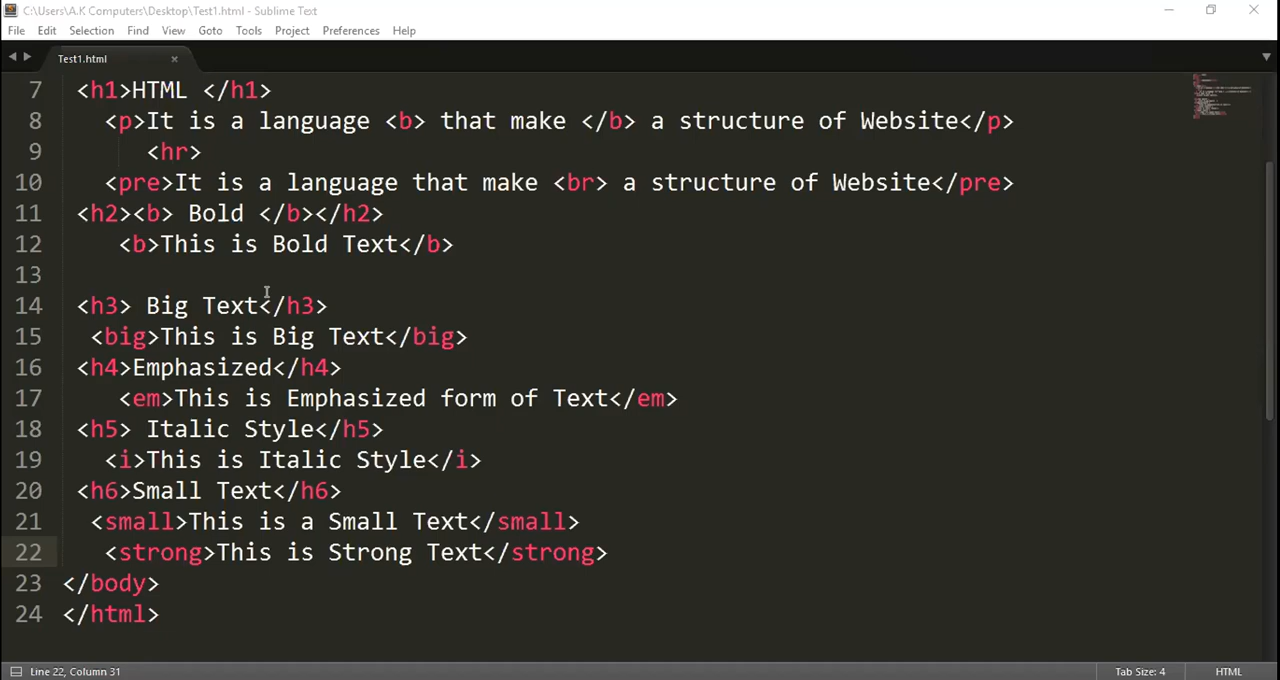 C:\Users\A.K Computers\Desktop\Test1.html - Sublime Text
File Edit Selection Find View Goto Tools Project Preferences Help
Test1.html
7 <h1>HTML </h1>
8 <p>It is a language <b> that make </b> a structure of Website</p>
9 <hr>
10 <pre>It is a language that make <br> a structure of Website</pre>
11 <h2><b> Bold </b></h2>
12 <b>This is Bold Text</b>
13
14 <h3> Big Text</h3>
15 <big>This is Big Text</big>
16 <h4>Emphasized</h4>
17 <em>This is Emphasized form of Text</em>
18 <h5> Italic Style</h5>
19 <i>This is Italic Style</i>
20 <h6>Small Text</h6>
21 <small>This is a Small Text</small>
22 <strong>This is Strong Text</strong>
23 </body>
24 </html>
Line 22, Column 31 Tab Size: 4 HTML